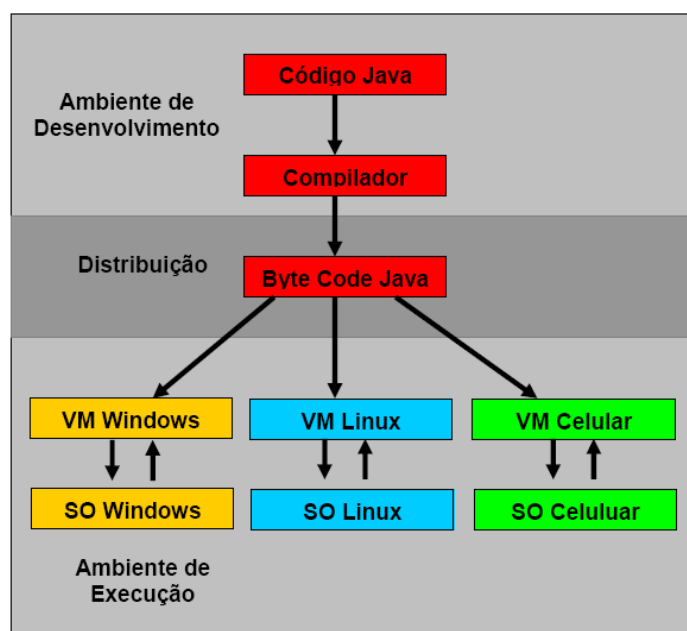 Código Java
Ambiente de
Desenvolvimento
Compilador
Distribuição
Byte Code Java
VM Windows
VM Linux
VM Celular
SO Windows
SO Linux
SO Celuluar
Ambiente de
Execução